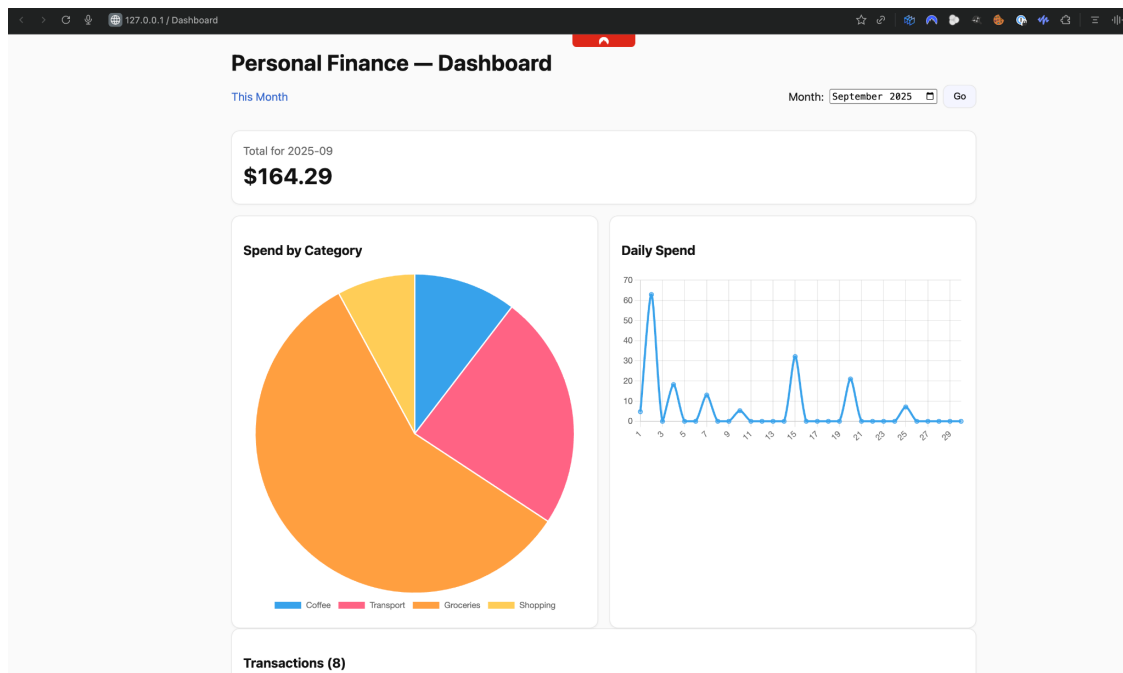 127.0.0.1 / Dashboard
Personal Finance — Dashboard
This Month
Month: September 2025 Go
Total for 2025-09
$164.29
Spend by Category
Coffee Transport Groceries Shopping
Daily Spend
70
60
50
40
30
20
10
0
1 3 5 7 9 11 13 15 17 19 21 23 25 27 29
Transactions (8)